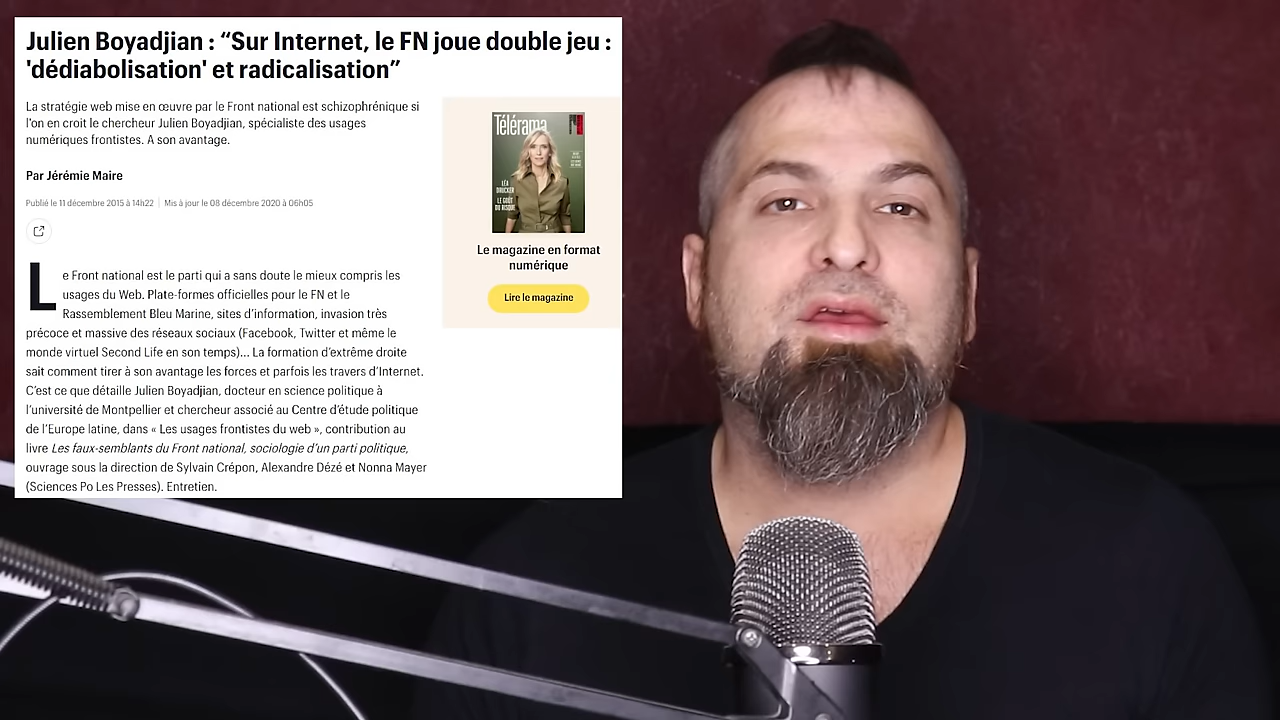 Julien Boyadjian : “Sur Internet, le FN joue double jeu :
'dédiabolisation' et radicalisation”
La stratégie web mise en œuvre par le Front national est schizophrénique si
l'on en croit le chercheur Julien Boyadjian, spécialiste des usages
numériques frontistes. A son avantage.
Par Jérémie Maire
Publié le 11 décembre 2015 à 14h22 | Mis à jour le 08 décembre 2020 à 06h05
Le Front national est le parti qui a sans doute le mieux compris les
usages du Web. Plate-formes officielles pour le FN et le
Rassemblement Bleu Marine, sites d’information, invasion très
précoce et massive des réseaux sociaux (Facebook, Twitter et même le
monde virtuel Second Life en son temps)... La formation d’extrême droite
sait comment tirer à son avantage les forces et parfois les travers d’Internet.
C’est ce que détaille Julien Boyadjian, docteur en science politique à
l’université de Montpellier et chercheur associé au Centre d’étude politique
de l’Europe latine, dans « Les usages frontistes du web », contribution au
livre Les faux-semblants du Front national, sociologie d’un parti politique,
ouvrage sous la direction de Sylvain Crépon, Alexandre Dézé et Nonna Mayer
(Sciences Po Les Presses). Entretien.
Télérama
LÉA
DRUCKER
LE GOÛT
DU RISQUE
Le magazine en format
numérique
Lire le magazine